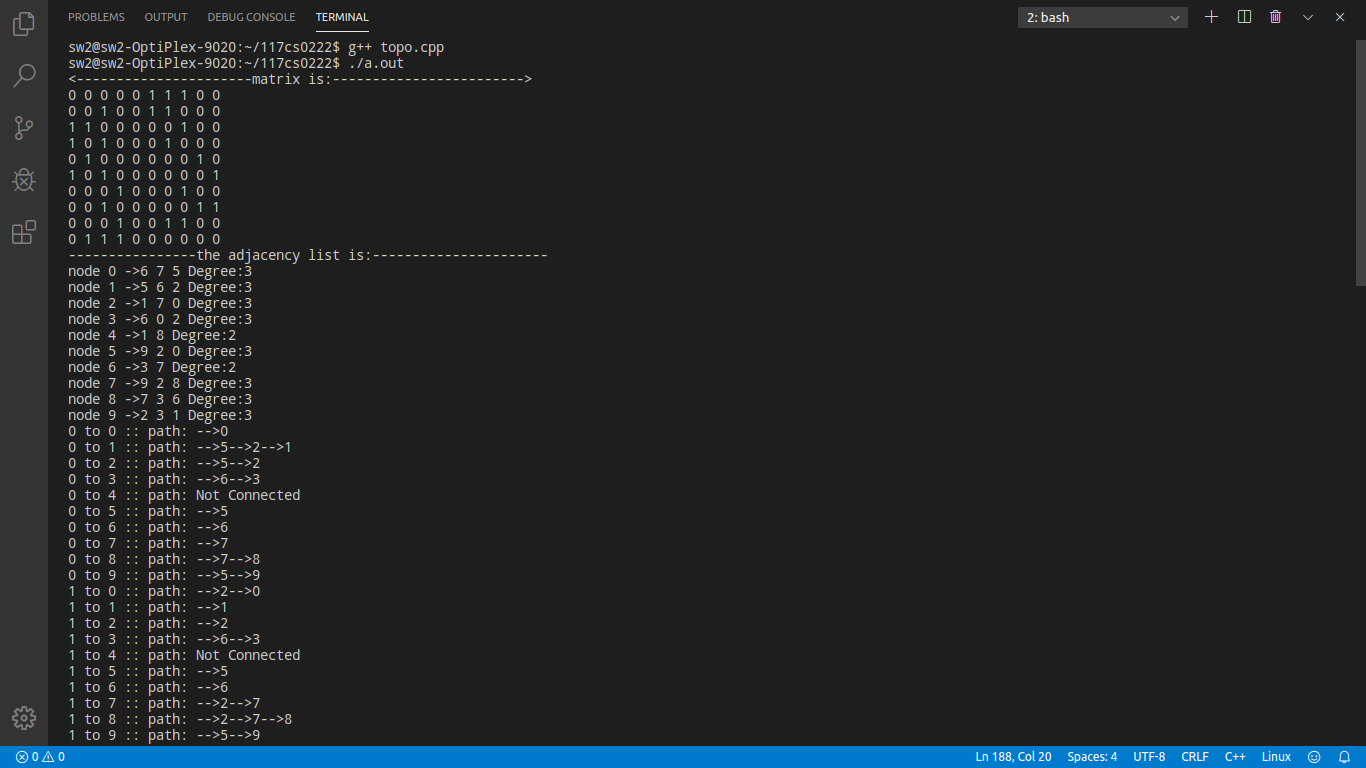 PROBLEMS OUTPUT DEBUG CONSOLE TERMINAL 2: bash
sw2@sw2-OptiPlex-9020:~/117cs0222$ g++ topo.cpp
sw2@sw2-OptiPlex-9020:~/117cs0222$ ./a.out
<----------------------matrix is:------------------------>
0 0 0 0 0 1 1 1 0 0
0 0 1 0 0 1 1 0 0 0
1 1 0 0 0 0 0 1 0 0
1 0 1 0 0 0 1 0 0 0
0 1 0 0 0 0 0 0 1 0
1 0 1 0 0 0 0 0 0 1
0 0 0 1 0 0 0 1 0 0
0 0 1 0 0 0 0 0 1 1
0 0 0 1 0 0 1 1 0 0
0 1 1 1 0 0 0 0 0 0
----------------the adjacency list is:----------------------
node 0 ->6 7 5 Degree:3
node 1 ->5 6 2 Degree:3
node 2 ->1 7 0 Degree:3
node 3 ->6 0 2 Degree:3
node 4 ->1 8 Degree:2
node 5 ->9 2 0 Degree:3
node 6 ->3 7 Degree:2
node 7 ->9 2 8 Degree:3
node 8 ->7 3 6 Degree:3
node 9 ->2 3 1 Degree:3
0 to 0 :: path: -->0
0 to 1 :: path: -->5-->2-->1
0 to 2 :: path: -->5-->2
0 to 3 :: path: -->6-->3
0 to 4 :: path: Not Connected
0 to 5 :: path: -->5
0 to 6 :: path: -->6
0 to 7 :: path: -->7
0 to 8 :: path: -->7-->8
0 to 9 :: path: -->5-->9
1 to 0 :: path: -->2-->0
1 to 1 :: path: -->1
1 to 2 :: path: -->2
1 to 3 :: path: -->6-->3
1 to 4 :: path: Not Connected
1 to 5 :: path: -->5
1 to 6 :: path: -->6
1 to 7 :: path: -->2-->7
1 to 8 :: path: -->2-->7-->8
1 to 9 :: path: -->5-->9
0 0 Ln 188, Col 20 Spaces: 4 UTF-8 CRLF C++ Linux